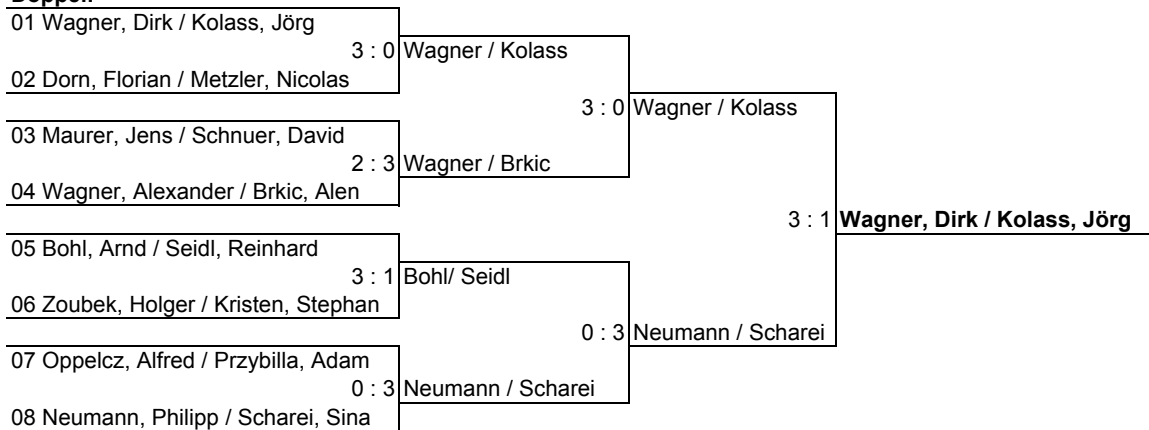 01 Wagner, Dirk / Kolass, Jörg
3 : 0 Wagner / Kolass
02 Dorn, Florian / Metzler, Nicolas
3 : 0 Wagner / Kolass
03 Maurer, Jens / Schnuer, David
2 : 3 Wagner / Brkic
04 Wagner, Alexander / Brkic, Alen
3 : 1 Wagner, Dirk / Kolass, Jörg
05 Bohl, Arnd / Seidl, Reinhard
3 : 1 Bohl/ Seidl
06 Zoubek, Holger / Kristen, Stephan
0 : 3 Neumann / Scharei
07 Oppelcz, Alfred / Przybilla, Adam
0 : 3 Neumann / Scharei
08 Neumann, Philipp / Scharei, Sina